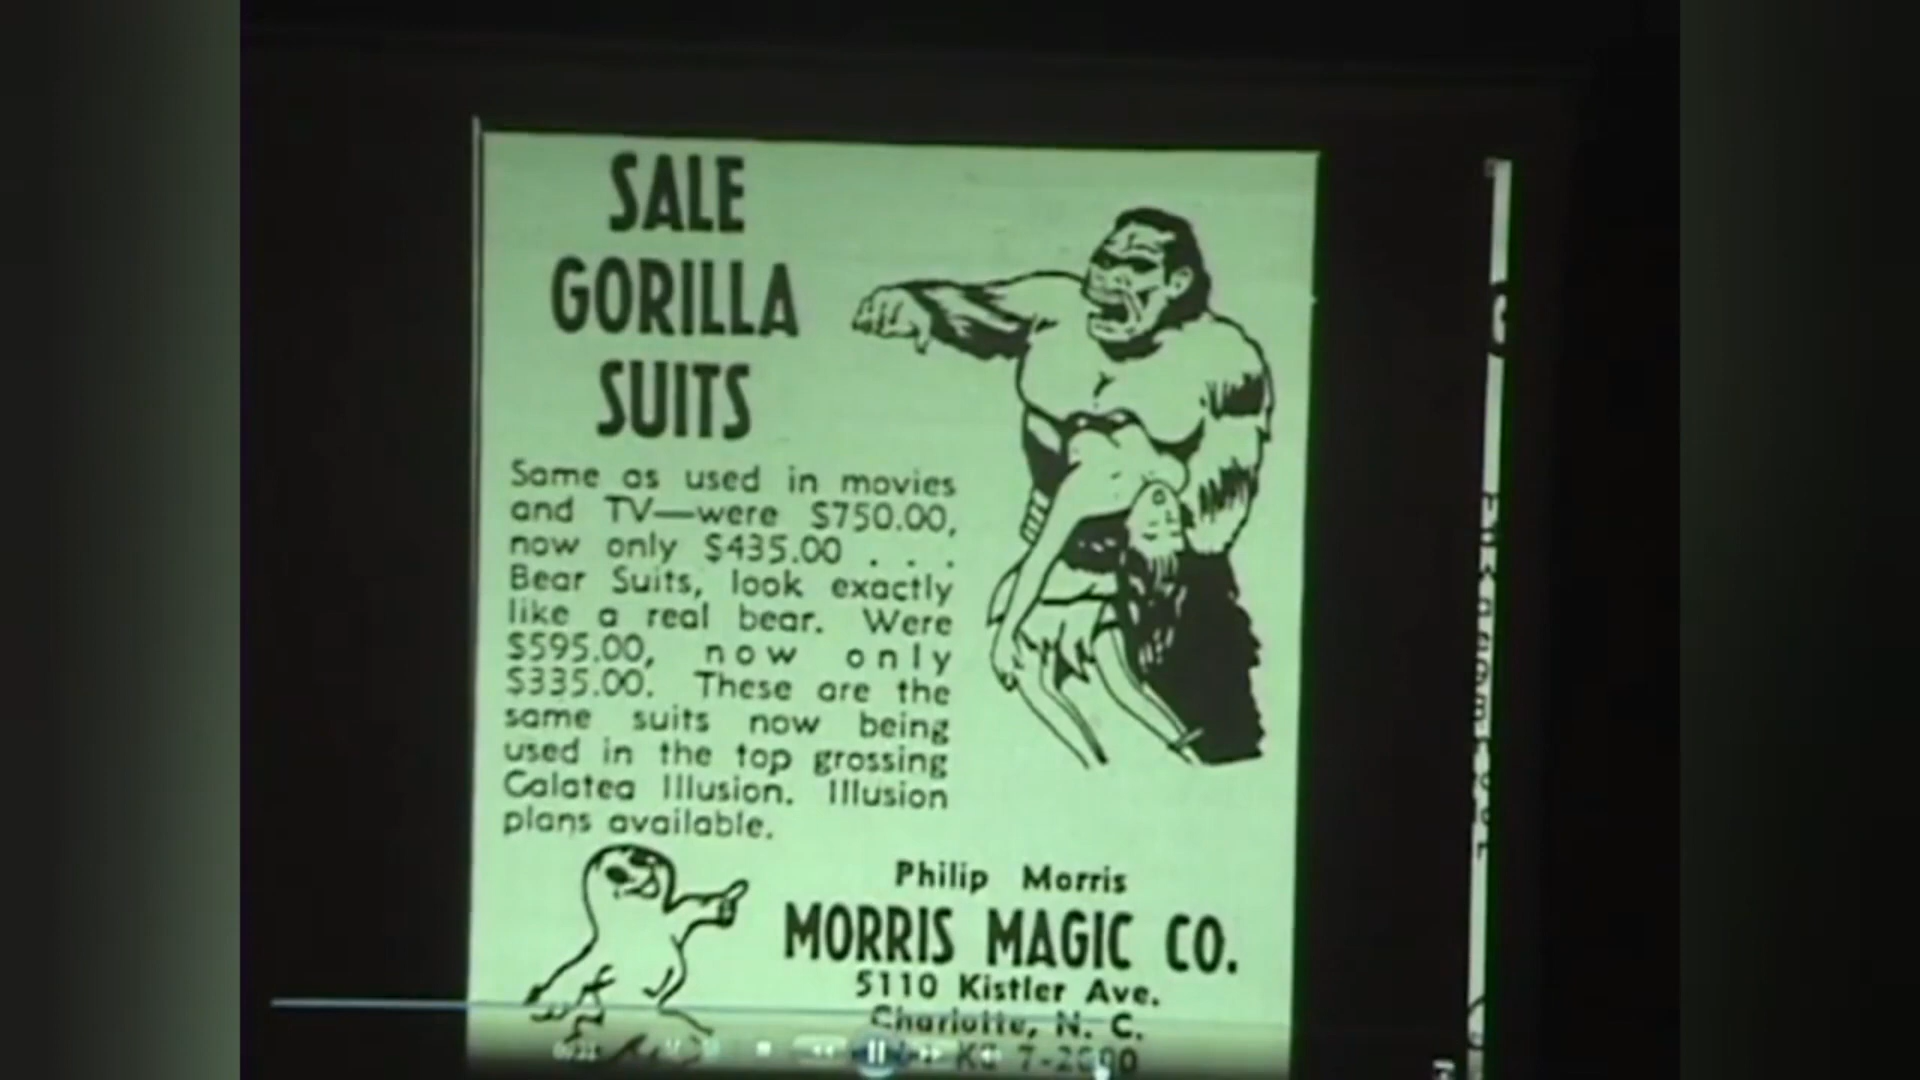 SALE
GORILLA
SUITS
Same as used in movies
and TV—were $750.00,
now only $435.00 . . .
Bear Suits, look exactly
like a real bear. Were
$595.00, now only
$335.00. These are the
same suits now being
used in the top grossing
Galatea Illusion. Illusion
plans available.
Philip Morris
MORRIS MAGIC CO.
5110 Kistler Ave.
Charlotte, N. C.